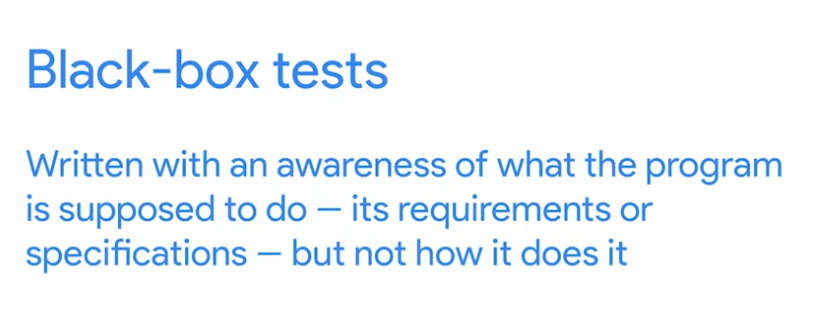 Black-box tests
Written with an awareness of what the program
is supposed to do — its requirements or
specifications — but not how it does it